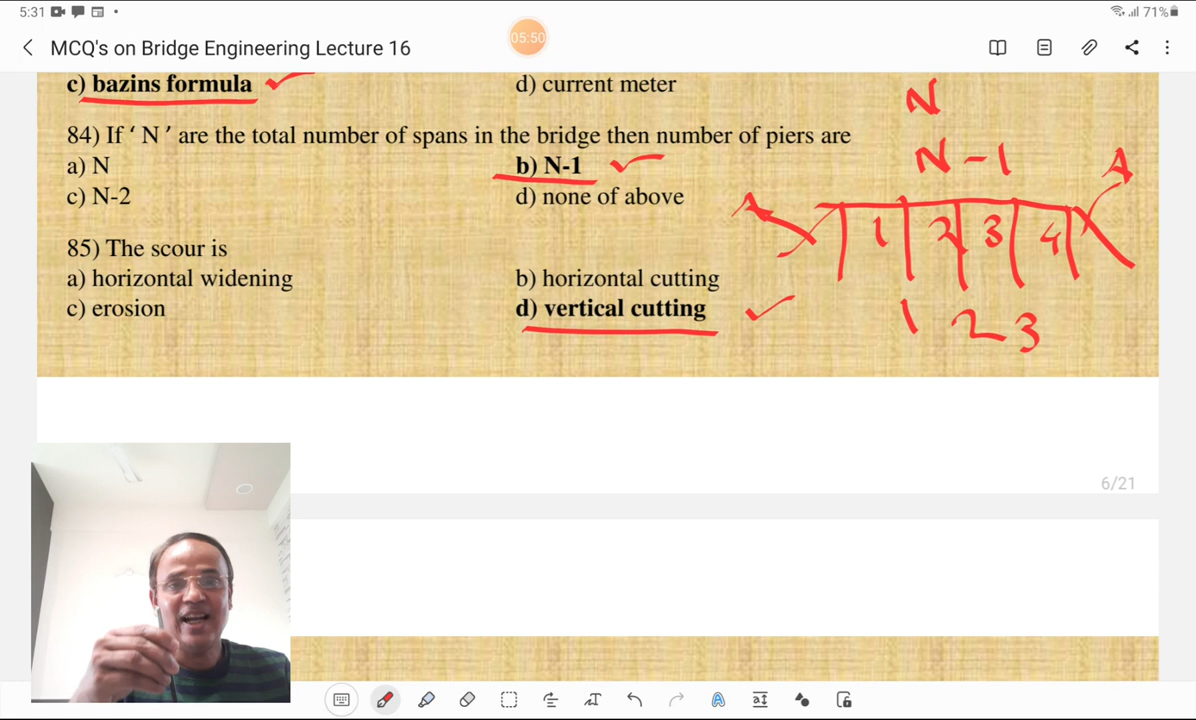 5:31 71%
MCQ's on Bridge Engineering Lecture 16
05:50
c) bazins formula d) current meter
N
84) If ‘ N ’ are the total number of spans in the bridge then number of piers are
a) N b) N-1
N-1
A
c) N-2 d) none of above
A
1 2 3 4
85) The scour is
a) horizontal widening b) horizontal cutting
c) erosion d) vertical cutting
1 2 3
6/21